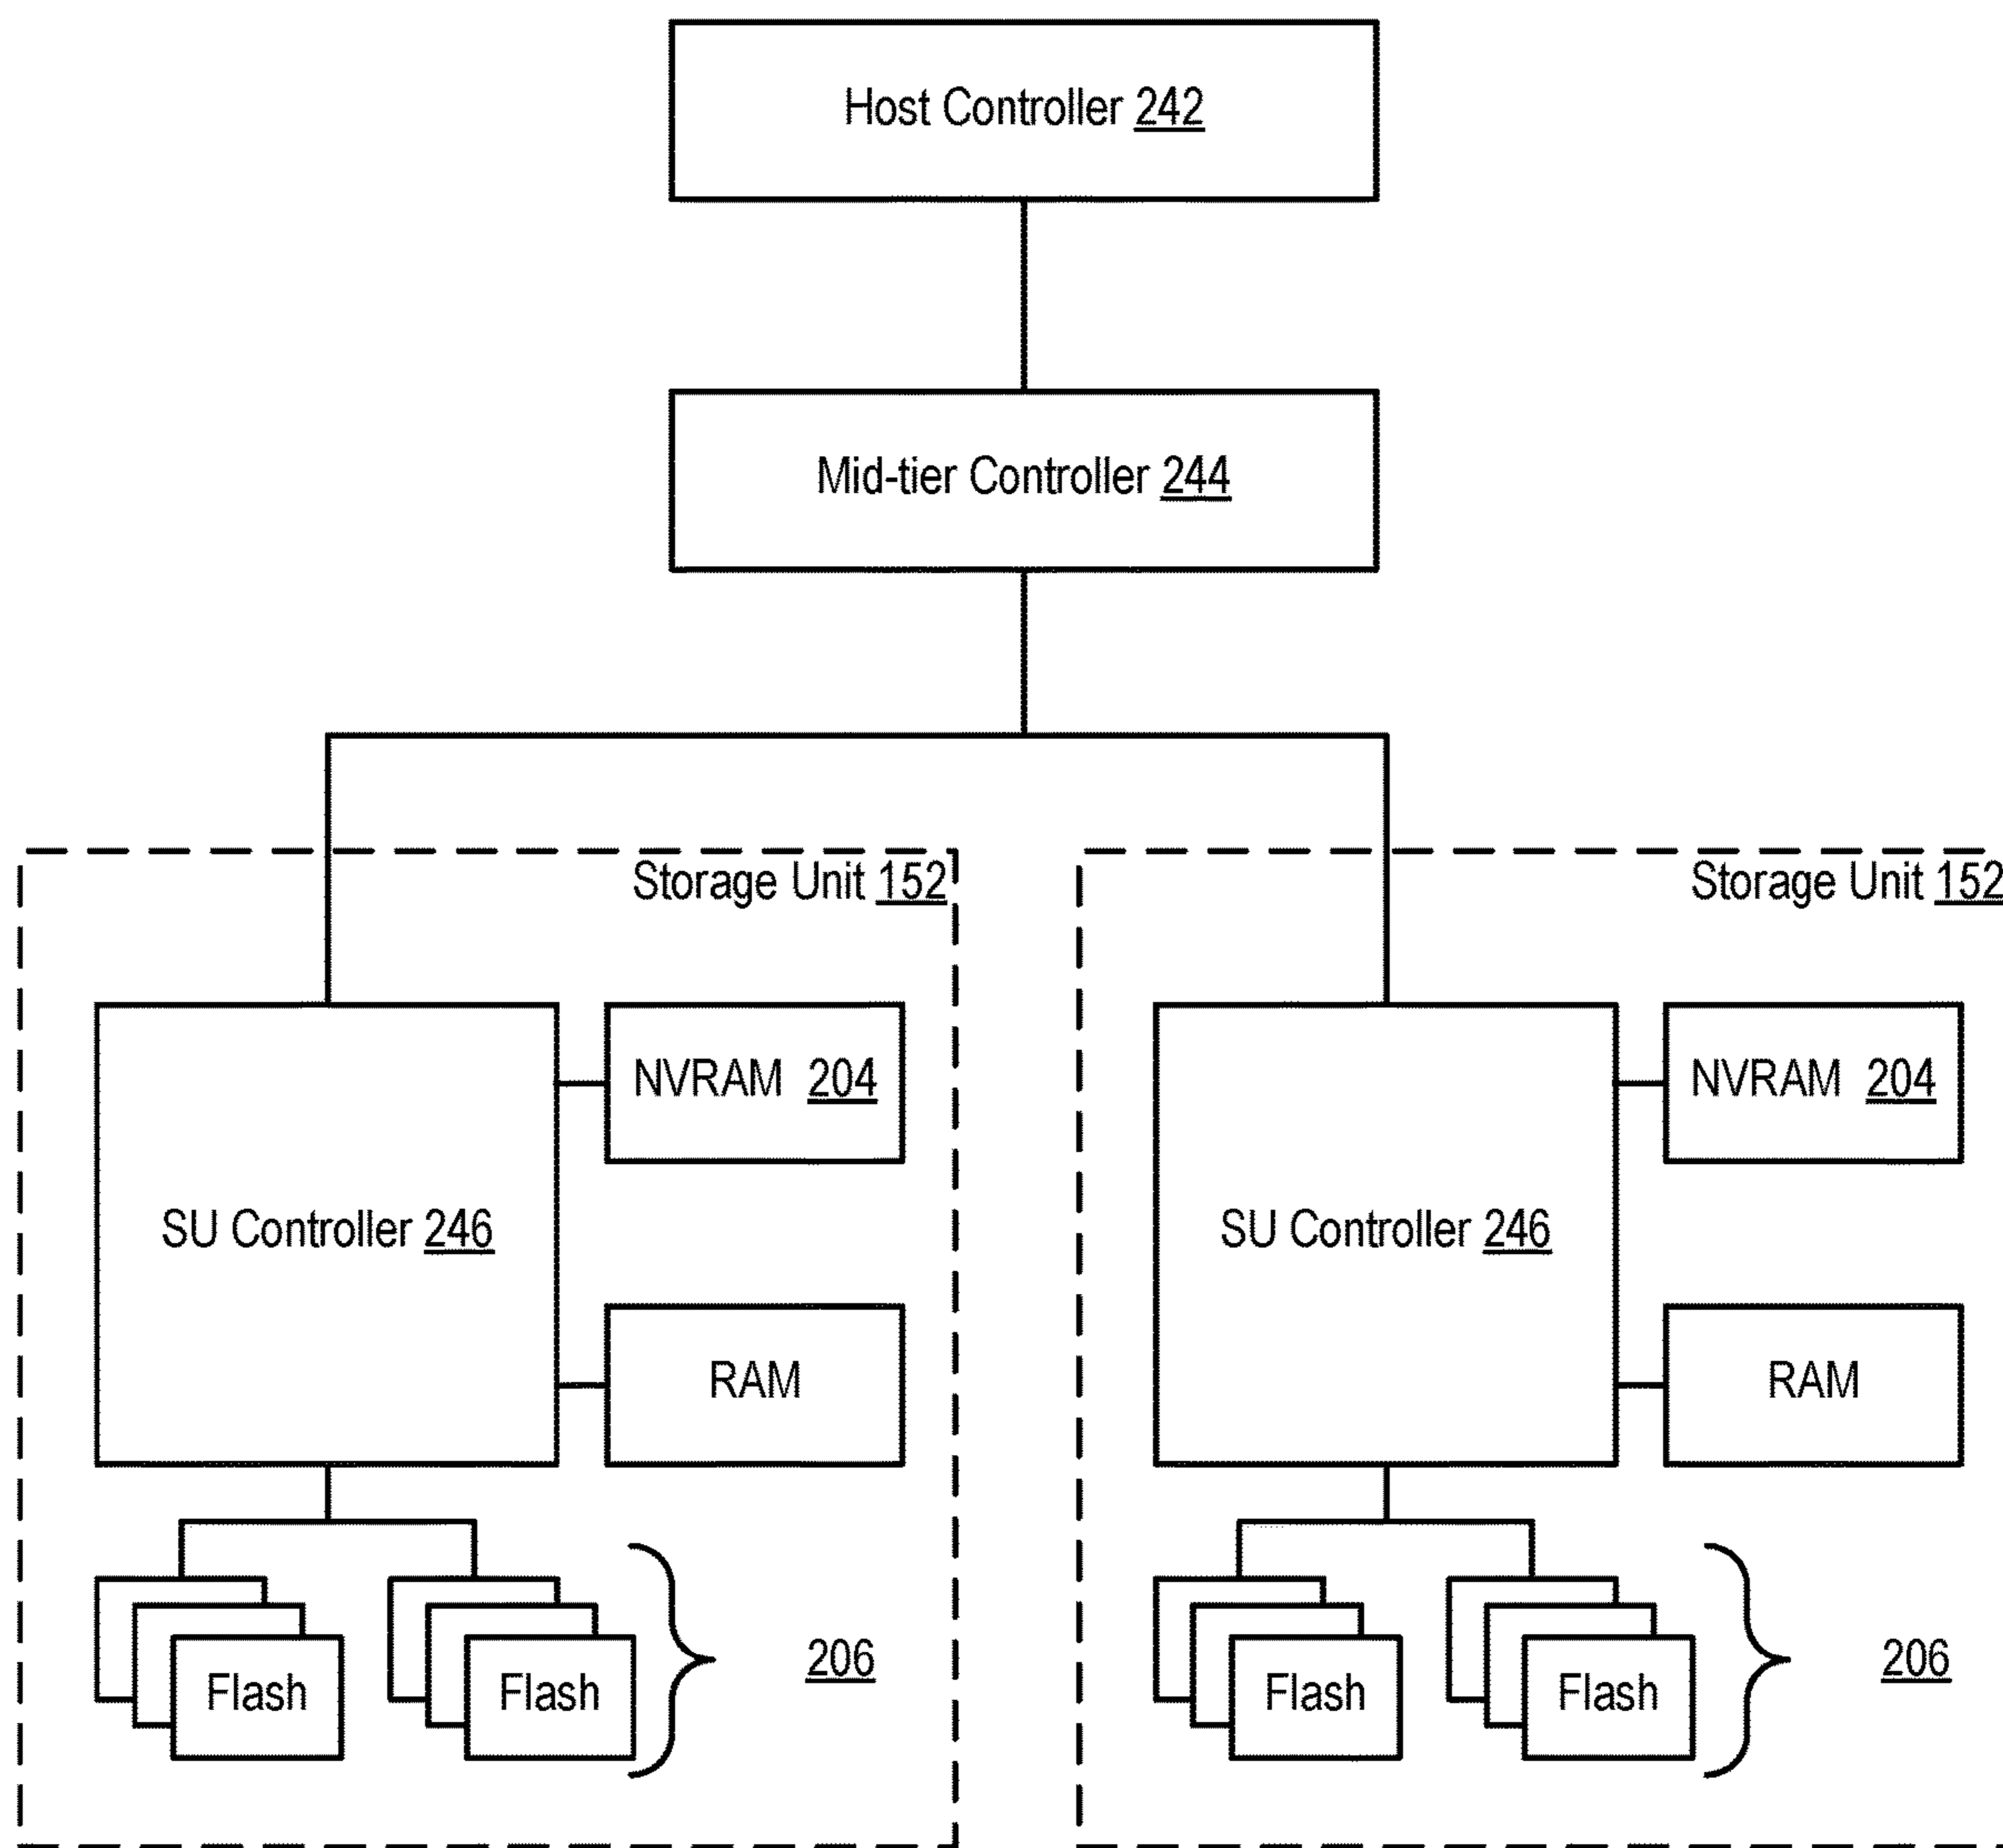 Host Controller 242
Mid-tier Controller 244
Storage Unit 152
Storage Unit 152
NVRAM 204
NVRAM 204
SU Controller 246
SU Controller 246
RAM
RAM
206
206
Flash
Flash
Flash
Flash